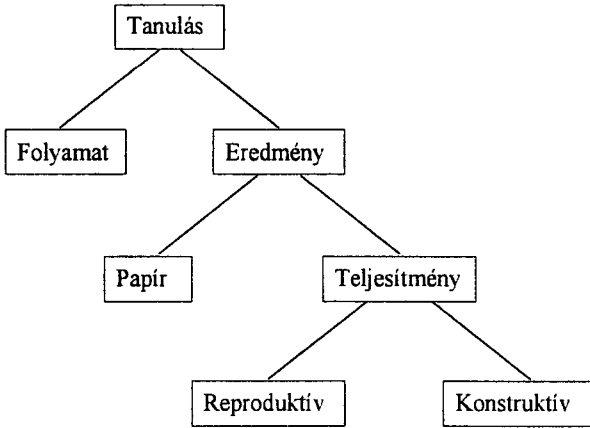 Tanulás
Folyamat
Eredmény
Papír
Teljesítmény
Reproduktív
Konstruktív